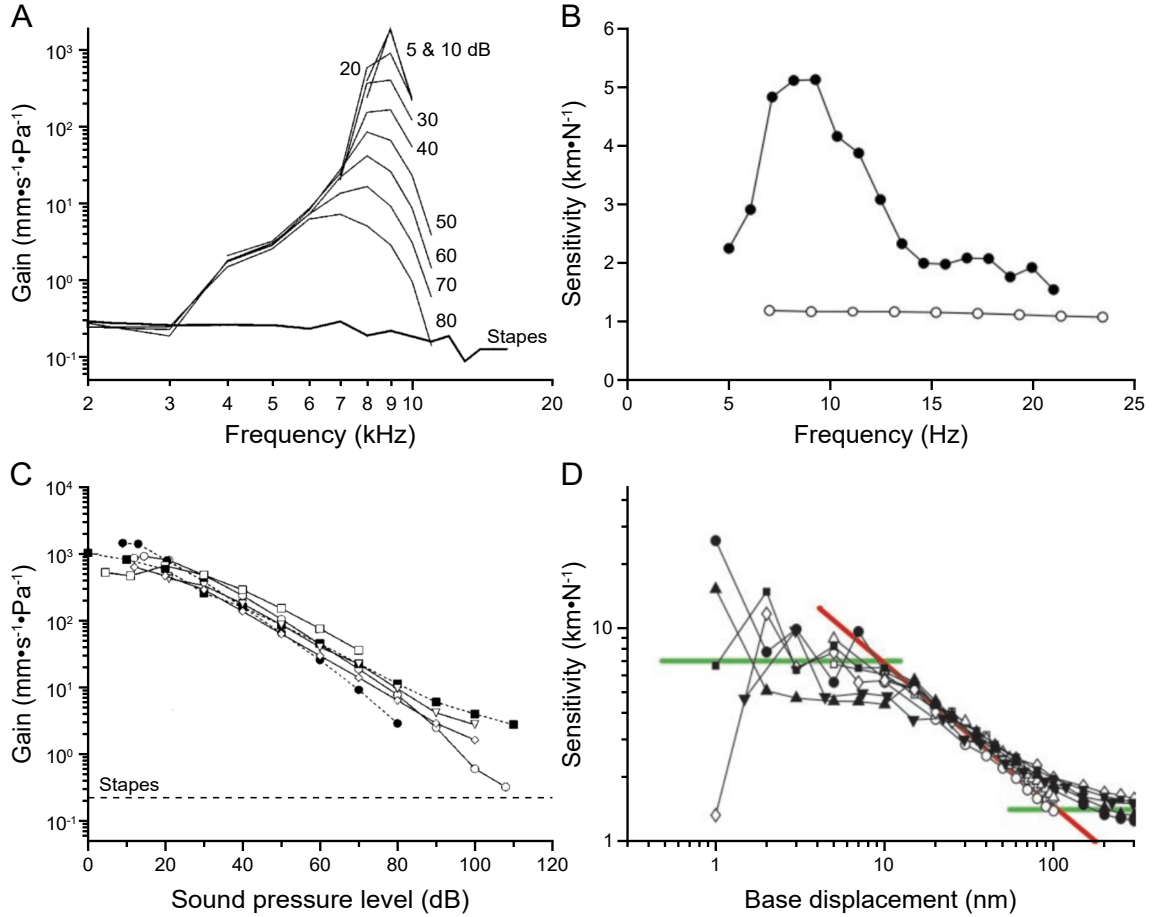 A
Gain (mm•s⁻¹•Pa⁻¹)
10³
10²
10¹
10⁰
10⁻¹
5 & 10 dB
20
30
40
50
60
70
80
Stapes
2 3 4 5 6 7 8 9 10 20
Frequency (kHz)
B
Sensitivity (km•N⁻¹)
6
5
4
3
2
1
0
0 5 10 15 20 25
Frequency (Hz)
C
Gain (mm•s⁻¹•Pa⁻¹)
10⁴
10³
10²
10¹
10⁰
10⁻¹
Stapes
0 20 40 60 80 100 120
Sound pressure level (dB)
D
Sensitivity (km•N⁻¹)
10
1
1 10 100
Base displacement (nm)